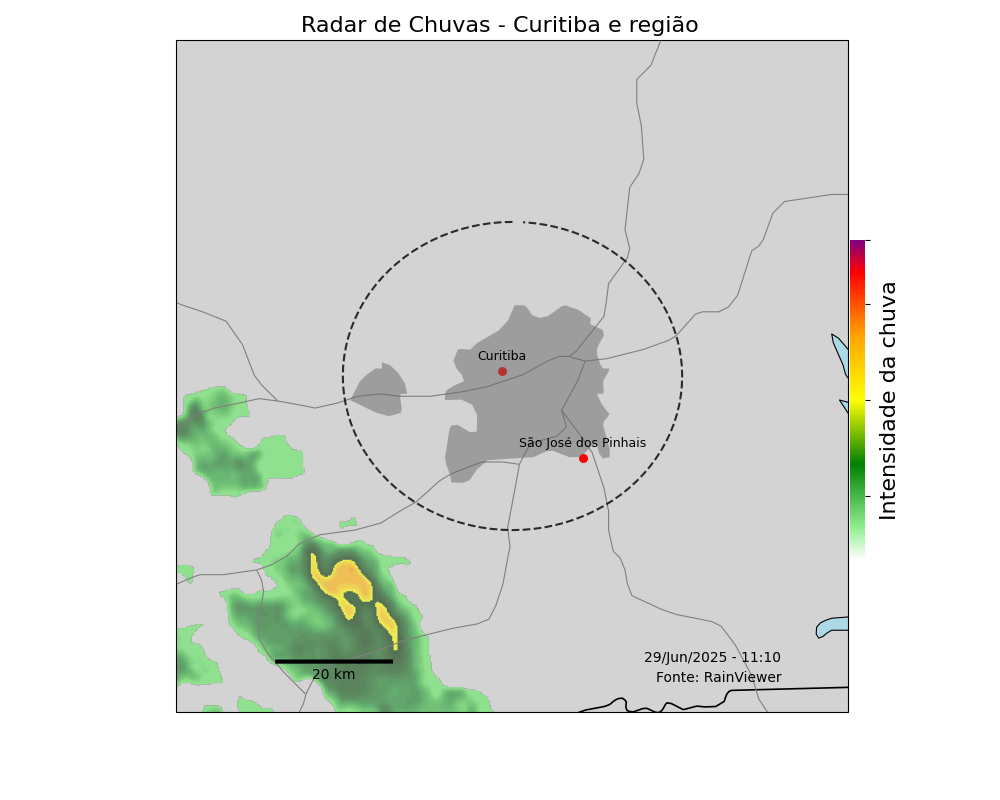 Radar de Chuvas - Curitiba e região
Curitiba
São José dos Pinhais
Intensidade da chuva
20 km
29/Jun/2025 - 11:10
Fonte: RainViewer